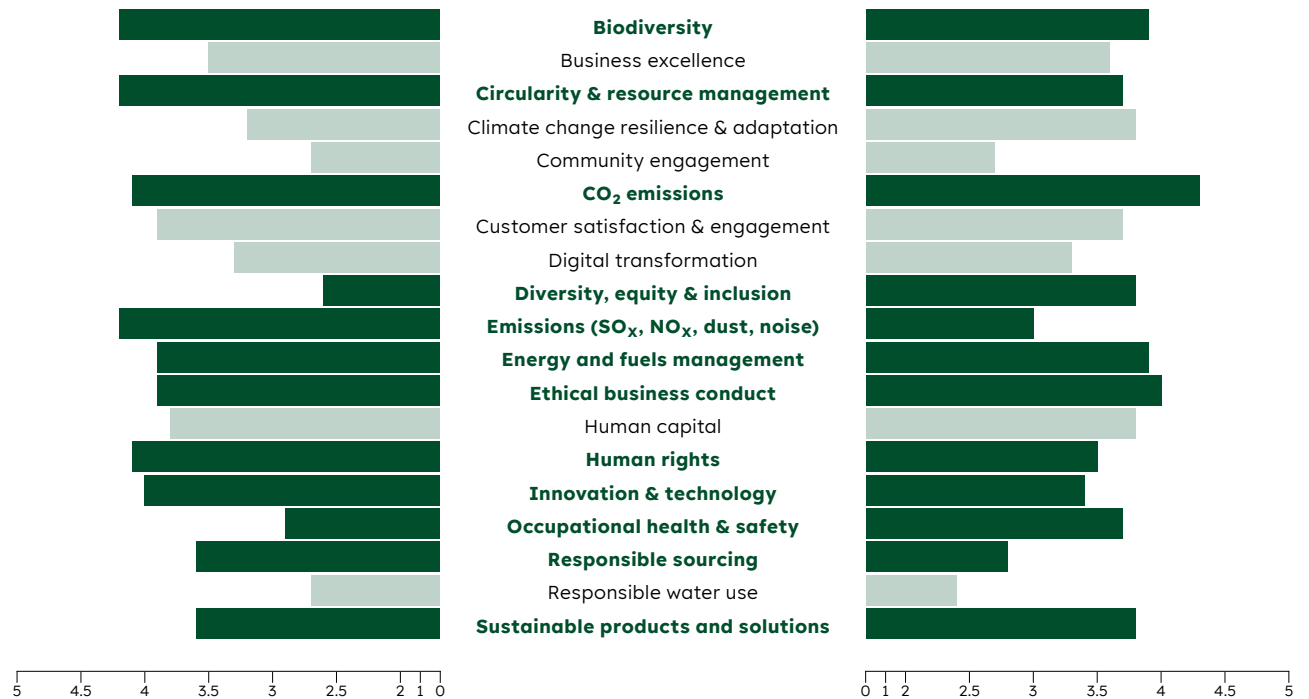 Biodiversity
Business excellence
Circularity & resource management
Climate change resilience & adaptation
Community engagement
CO₂ emissions
Customer satisfaction & engagement
Digital transformation
Diversity, equity & inclusion
Emissions (SOₓ, NOₓ, dust, noise)
Energy and fuels management
Ethical business conduct
Human capital
Human rights
Innovation & technology
Occupational health & safety
Responsible sourcing
Responsible water use
Sustainable products and solutions
5 4.5 4 3.5 3 2.5 2 1 0 0 1 2 2.5 3 3.5 4 4.5 5